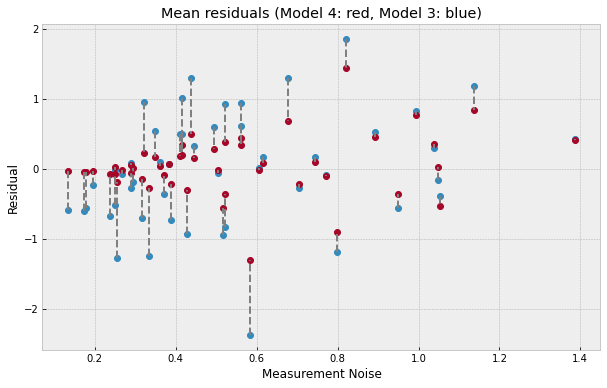 Mean residuals (Model 4: red, Model 3: blue)
2
1
0
−1
−2
Residual
0.2 0.4 0.6 0.8 1.0 1.2 1.4
Measurement Noise